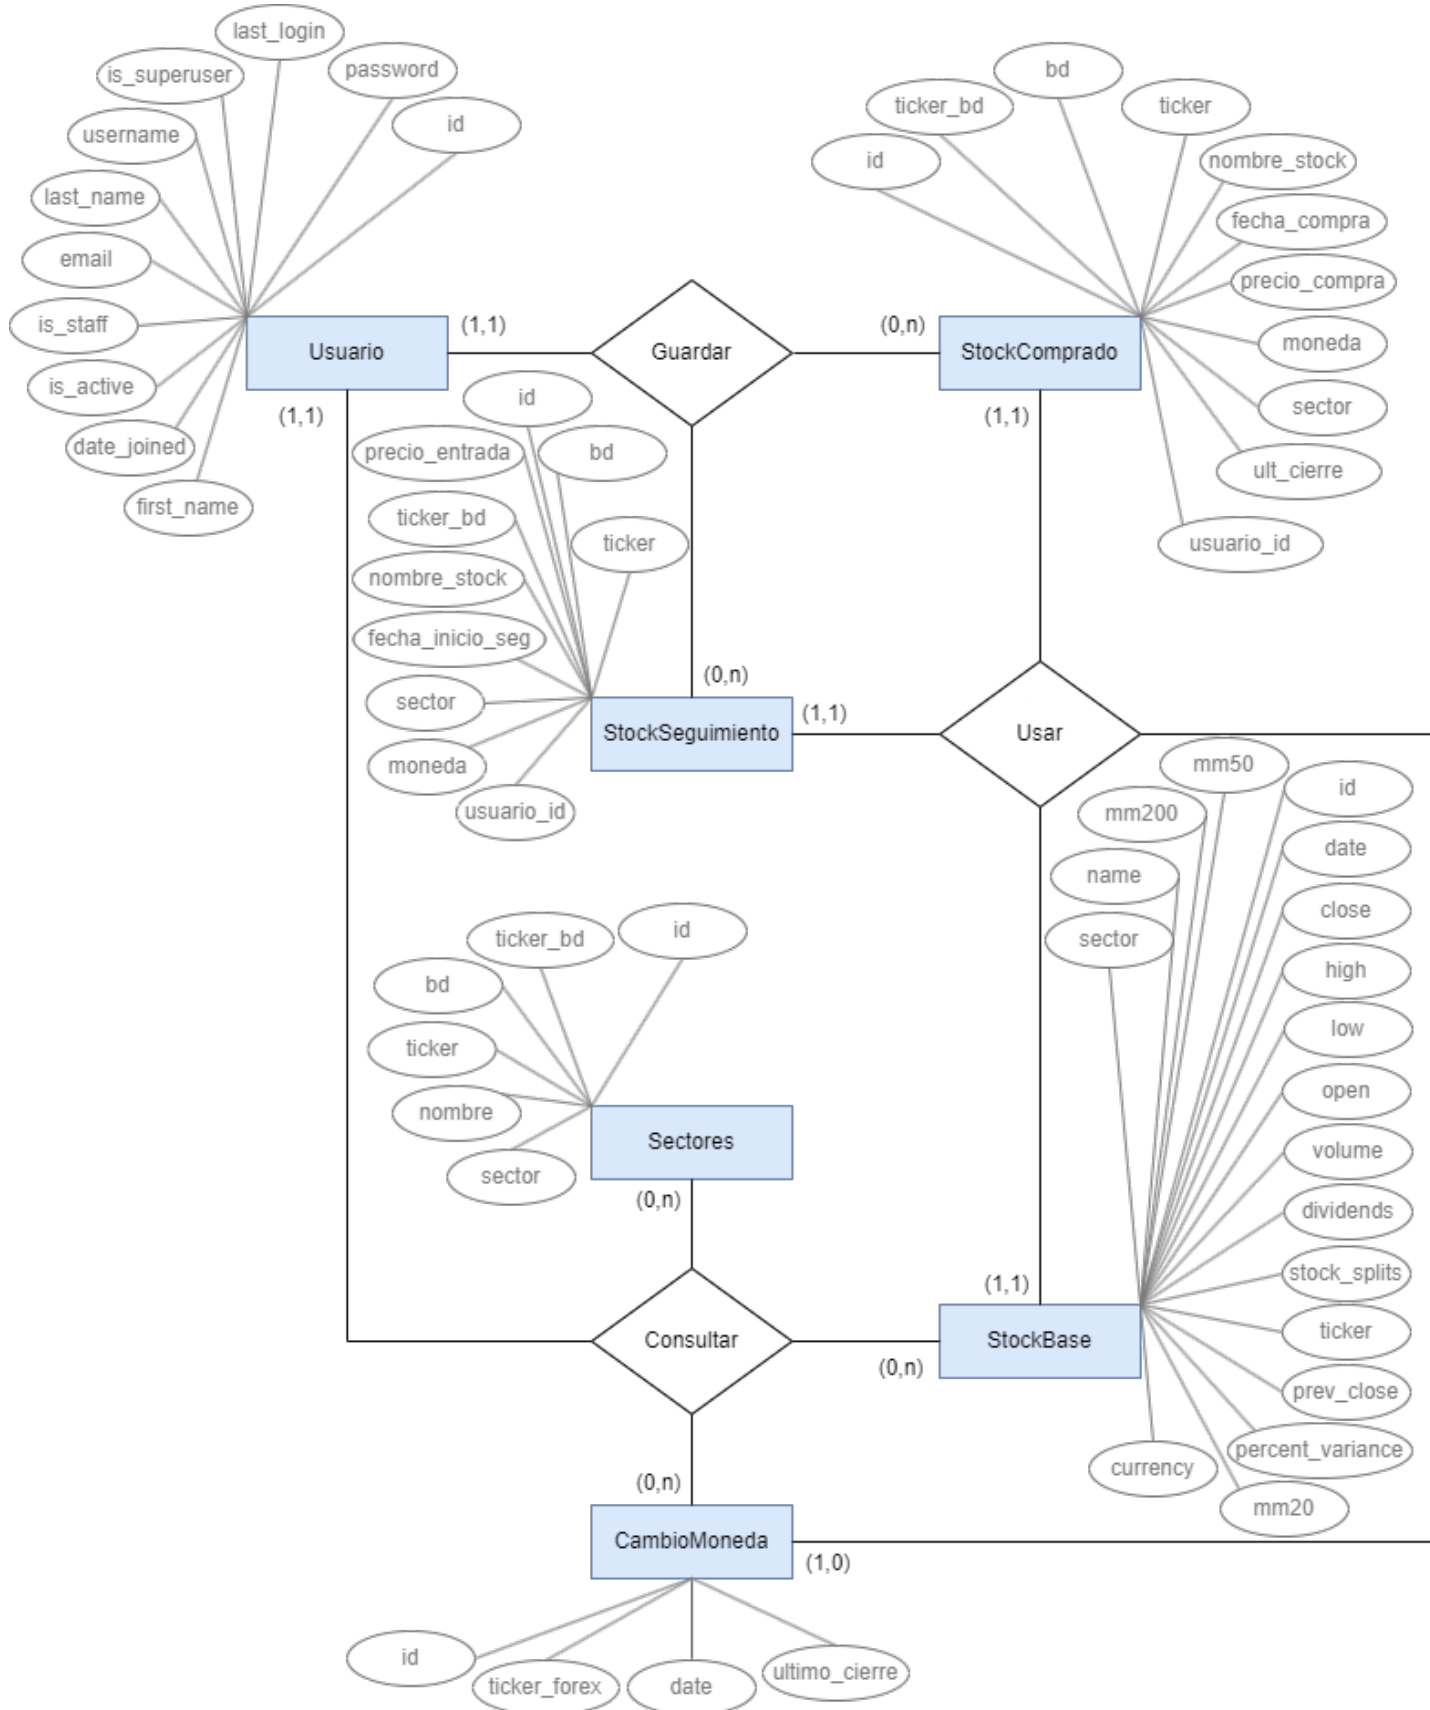 last_login
is_superuser
password
username
id
last_name
email
is_staff
is_active
date_joined
first_name
Usuario
(1,1)
(1,1)
Guardar
(0,n)
StockComprado
(1,1)
bd
ticker_bd
ticker
id
nombre_stock
fecha_compra
precio_compra
moneda
sector
ult_cierre
usuario_id
id
precio_entrada
bd
ticker_bd
ticker
nombre_stock
fecha_inicio_seg
sector
moneda
usuario_id
(0,n)
StockSeguimiento
(1,1)
Usar
mm50
mm200
name
sector
id
date
close
high
low
open
volume
dividends
stock_splits
ticker
prev_close
percent_variance
mm20
currency
(1,1)
StockBase
(0,n)
ticker_bd
id
bd
ticker
nombre
sector
Sectores
(0,n)
Consultar
(0,n)
CambioMoneda
(1,0)
id
ticker_forex
date
ultimo_cierre